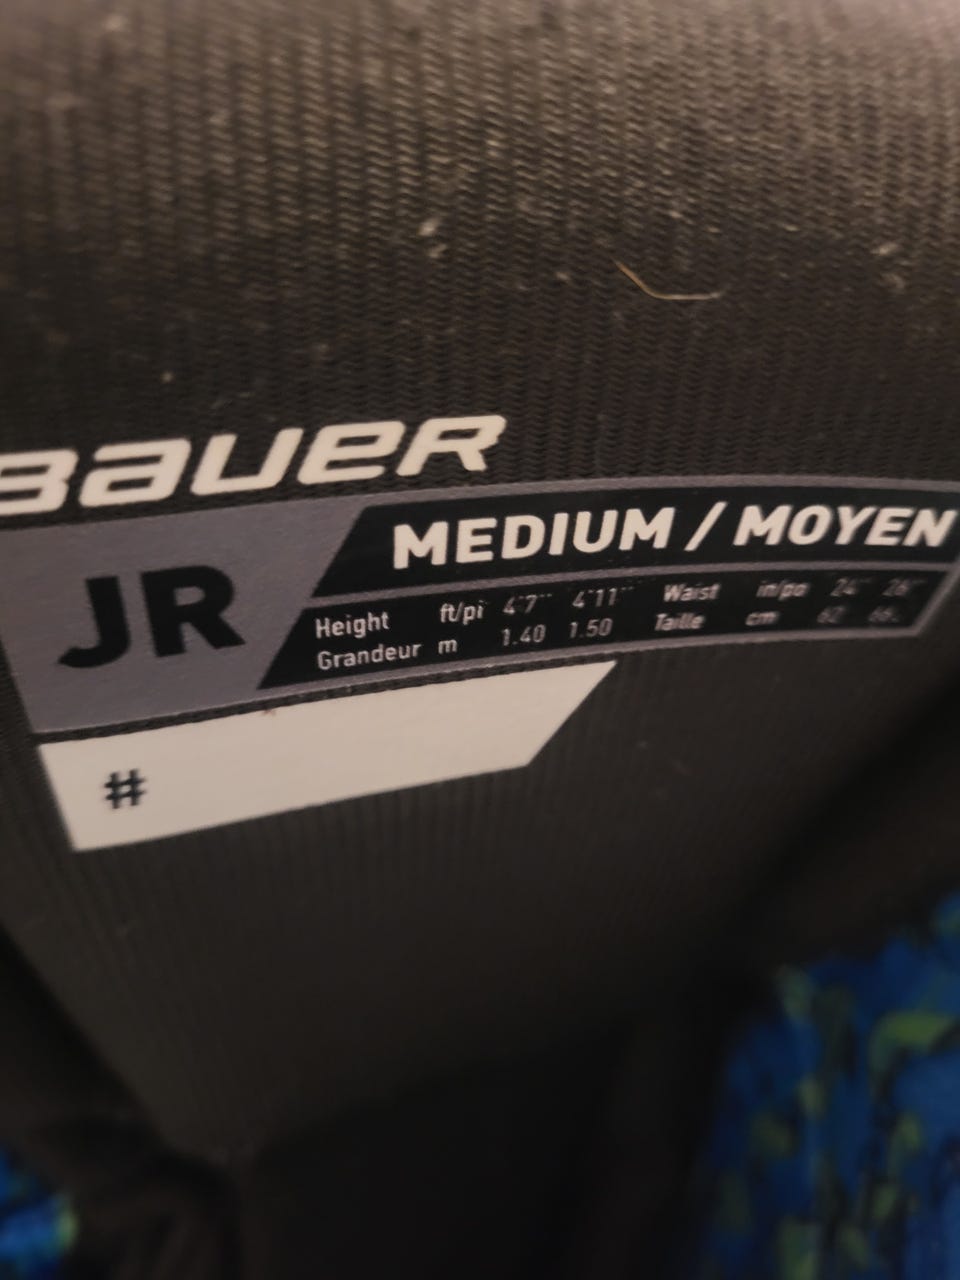 BAUER
JR
MEDIUM / MOYEN
Height ft/pi 4'7" 4'11" Waist in/po 24" 26"
Grandeur m 1.40 1.50 Taille cm 62
#